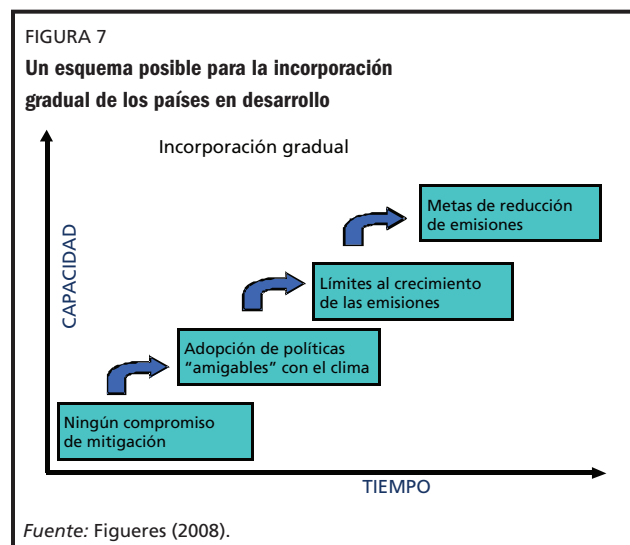 FIGURA 7
Un esquema posible para la incorporación
gradual de los países en desarrollo
Incorporación gradual
CAPACIDAD
Metas de reducción
de emisiones
Límites al crecimiento
de las emisiones
Adopción de políticas
“amigables” con el clima
Ningún compromiso
de mitigación
TIEMPO
Fuente: Figueres (2008).